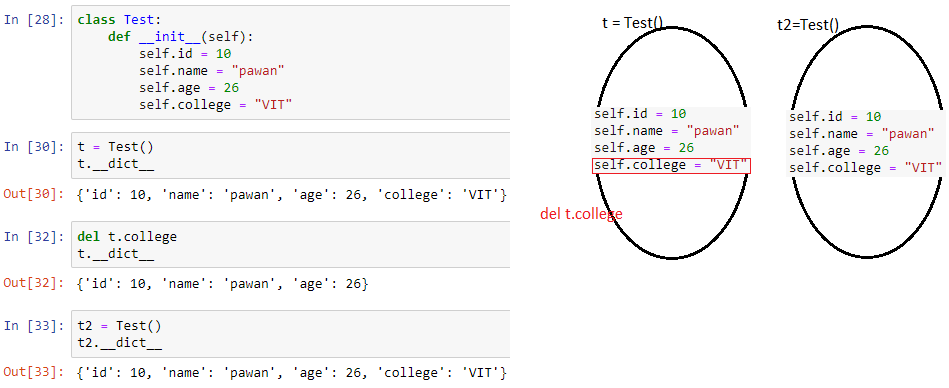 In [28]: class Test:
def __init__(self):
self.id = 10
self.name = "pawan"
self.age = 26
self.college = "VIT"
In [30]: t = Test()
t.__dict__
Out[30]: {'id': 10, 'name': 'pawan', 'age': 26, 'college': 'VIT'}
In [32]: del t.college
t.__dict__
Out[32]: {'id': 10, 'name': 'pawan', 'age': 26}
In [33]: t2 = Test()
t2.__dict__
Out[33]: {'id': 10, 'name': 'pawan', 'age': 26, 'college': 'VIT'}
t = Test()
self.id = 10
self.name = "pawan"
self.age = 26
self.college = "VIT"
del t.college
t2=Test()
self.id = 10
self.name = "pawan"
self.age = 26
self.college = "VIT"